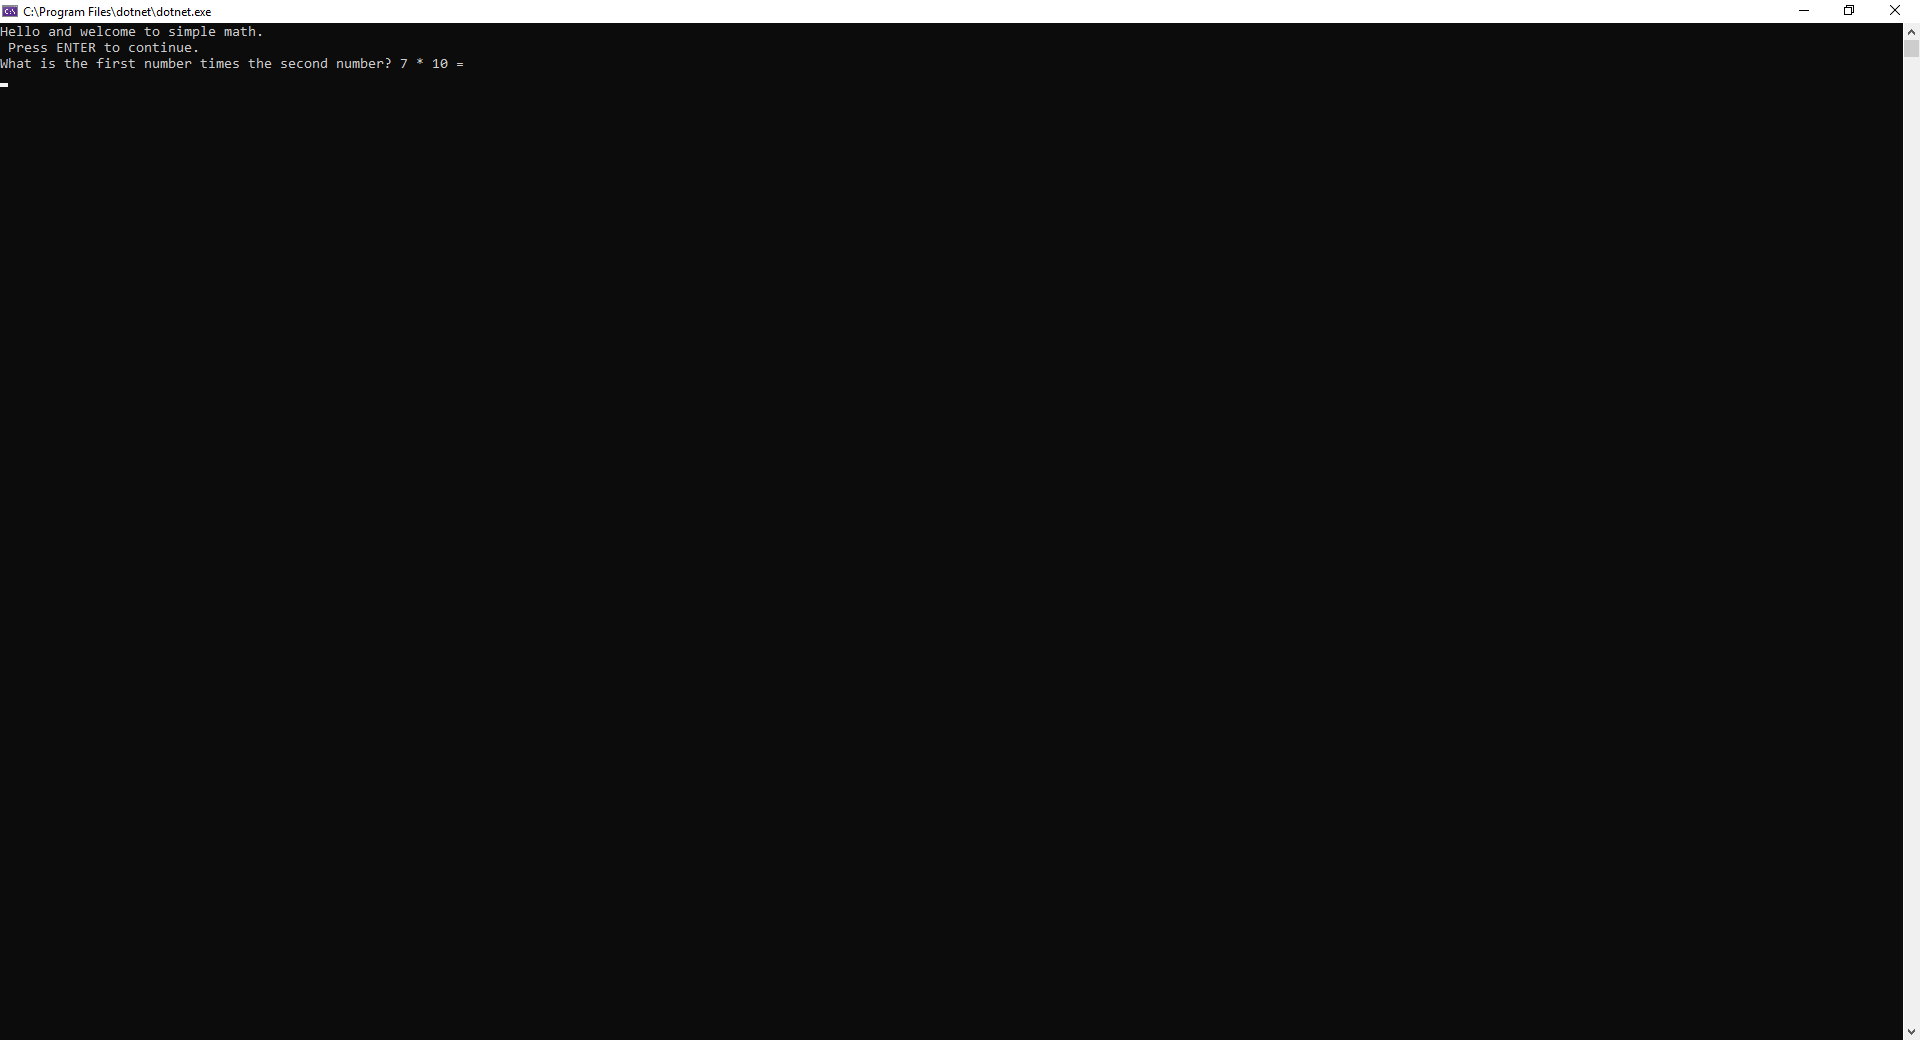 C:\Program Files\dotnet\dotnet.exe
Hello and welcome to simple math.
 Press ENTER to continue.
What is the first number times the second number? 7 * 10 =